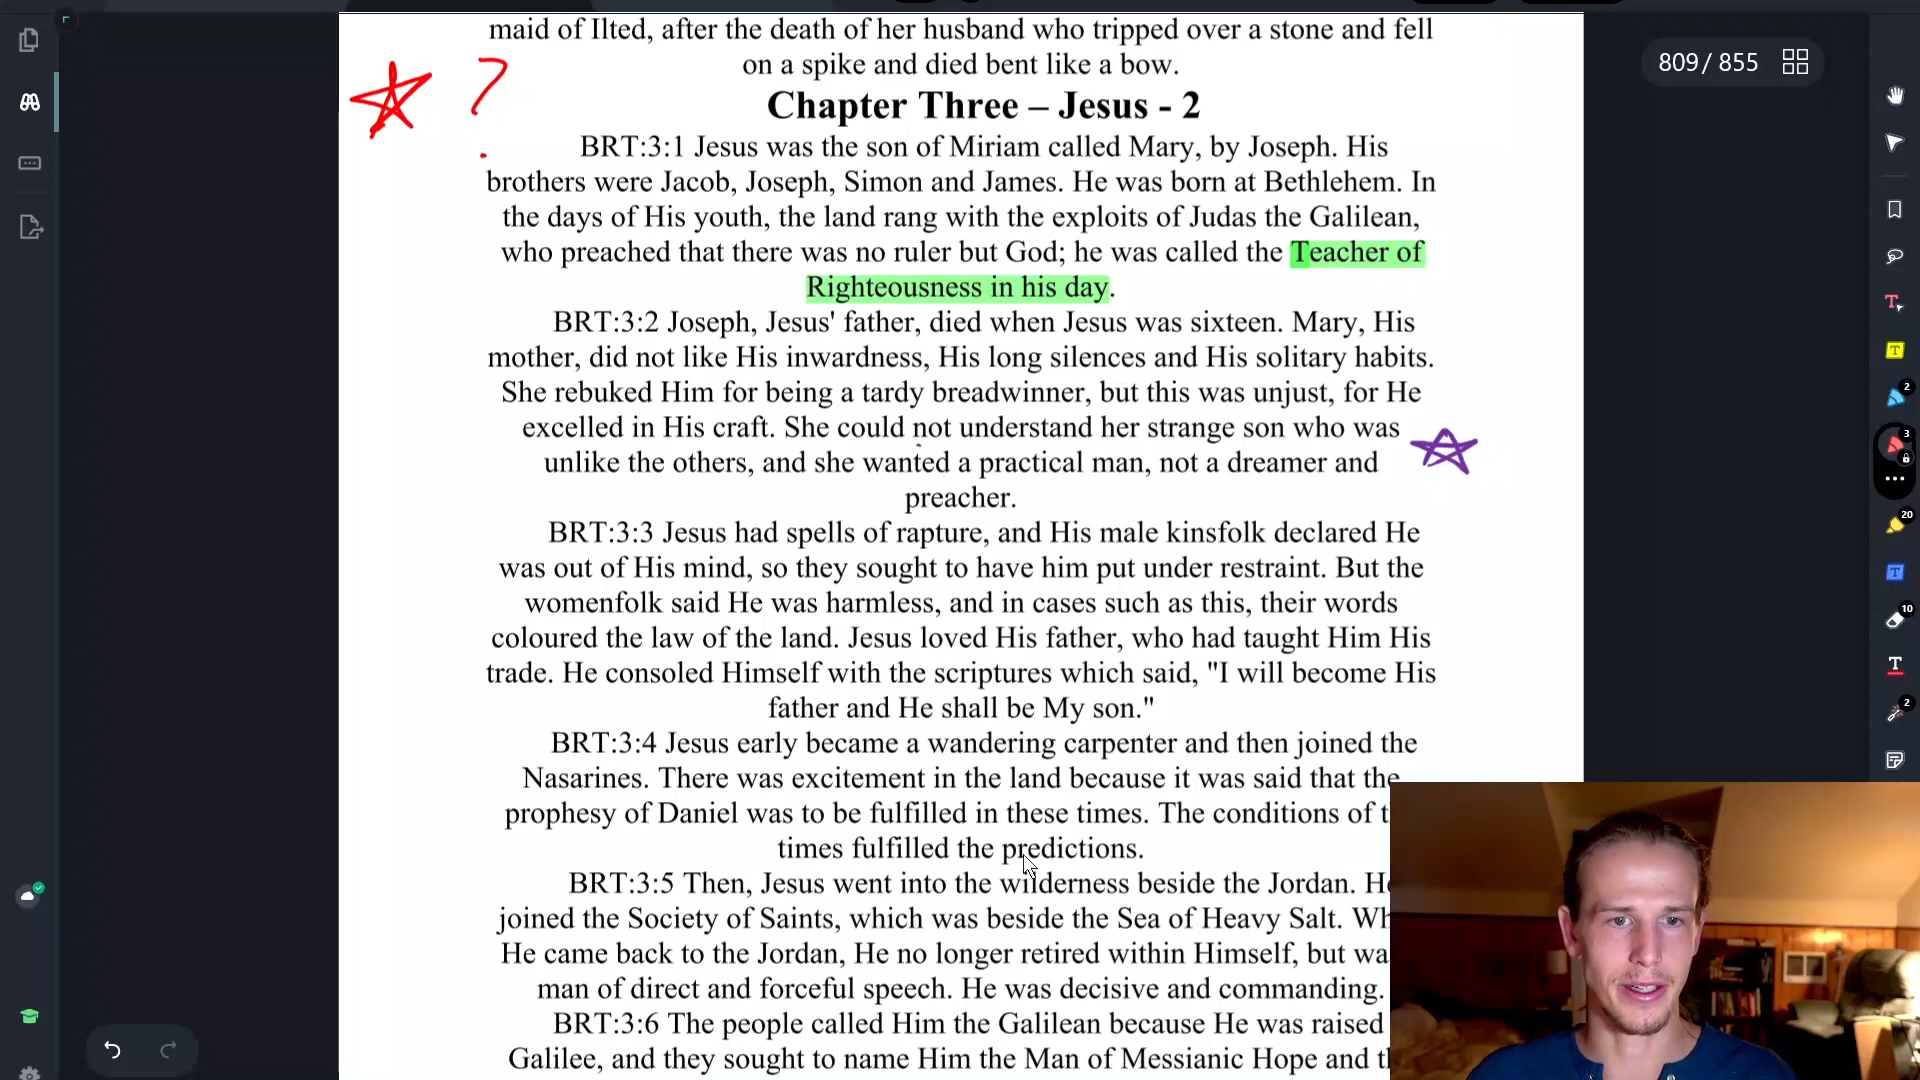 maid of Ilted, after the death of her husband who tripped over a stone and fell
on a spike and died bent like a bow.
809 / 855
?
Chapter Three – Jesus - 2
BRT:3:1 Jesus was the son of Miriam called Mary, by Joseph. His
brothers were Jacob, Joseph, Simon and James. He was born at Bethlehem. In
the days of His youth, the land rang with the exploits of Judas the Galilean,
who preached that there was no ruler but God; he was called the Teacher of
Righteousness in his day.
BRT:3:2 Joseph, Jesus' father, died when Jesus was sixteen. Mary, His
mother, did not like His inwardness, His long silences and His solitary habits.
She rebuked Him for being a tardy breadwinner, but this was unjust, for He
excelled in His craft. She could not understand her strange son who was
unlike the others, and she wanted a practical man, not a dreamer and
preacher.
BRT:3:3 Jesus had spells of rapture, and His male kinsfolk declared He
was out of His mind, so they sought to have him put under restraint. But the
womenfolk said He was harmless, and in cases such as this, their words
coloured the law of the land. Jesus loved His father, who had taught Him His
trade. He consoled Himself with the scriptures which said, "I will become His
father and He shall be My son."
BRT:3:4 Jesus early became a wandering carpenter and then joined the
Nasarines. There was excitement in the land because it was said that the
prophesy of Daniel was to be fulfilled in these times. The conditions of
times fulfilled the predictions.
BRT:3:5 Then, Jesus went into the wilderness beside the Jordan.
joined the Society of Saints, which was beside the Sea of Heavy Salt.
He came back to the Jordan, He no longer retired within Himself, but
man of direct and forceful speech. He was decisive and commanding.
BRT:3:6 The people called Him the Galilean because He was raised
Galilee, and they sought to name Him the Man of Messianic Hope and
T
T
2
3
20
T
10
T
2